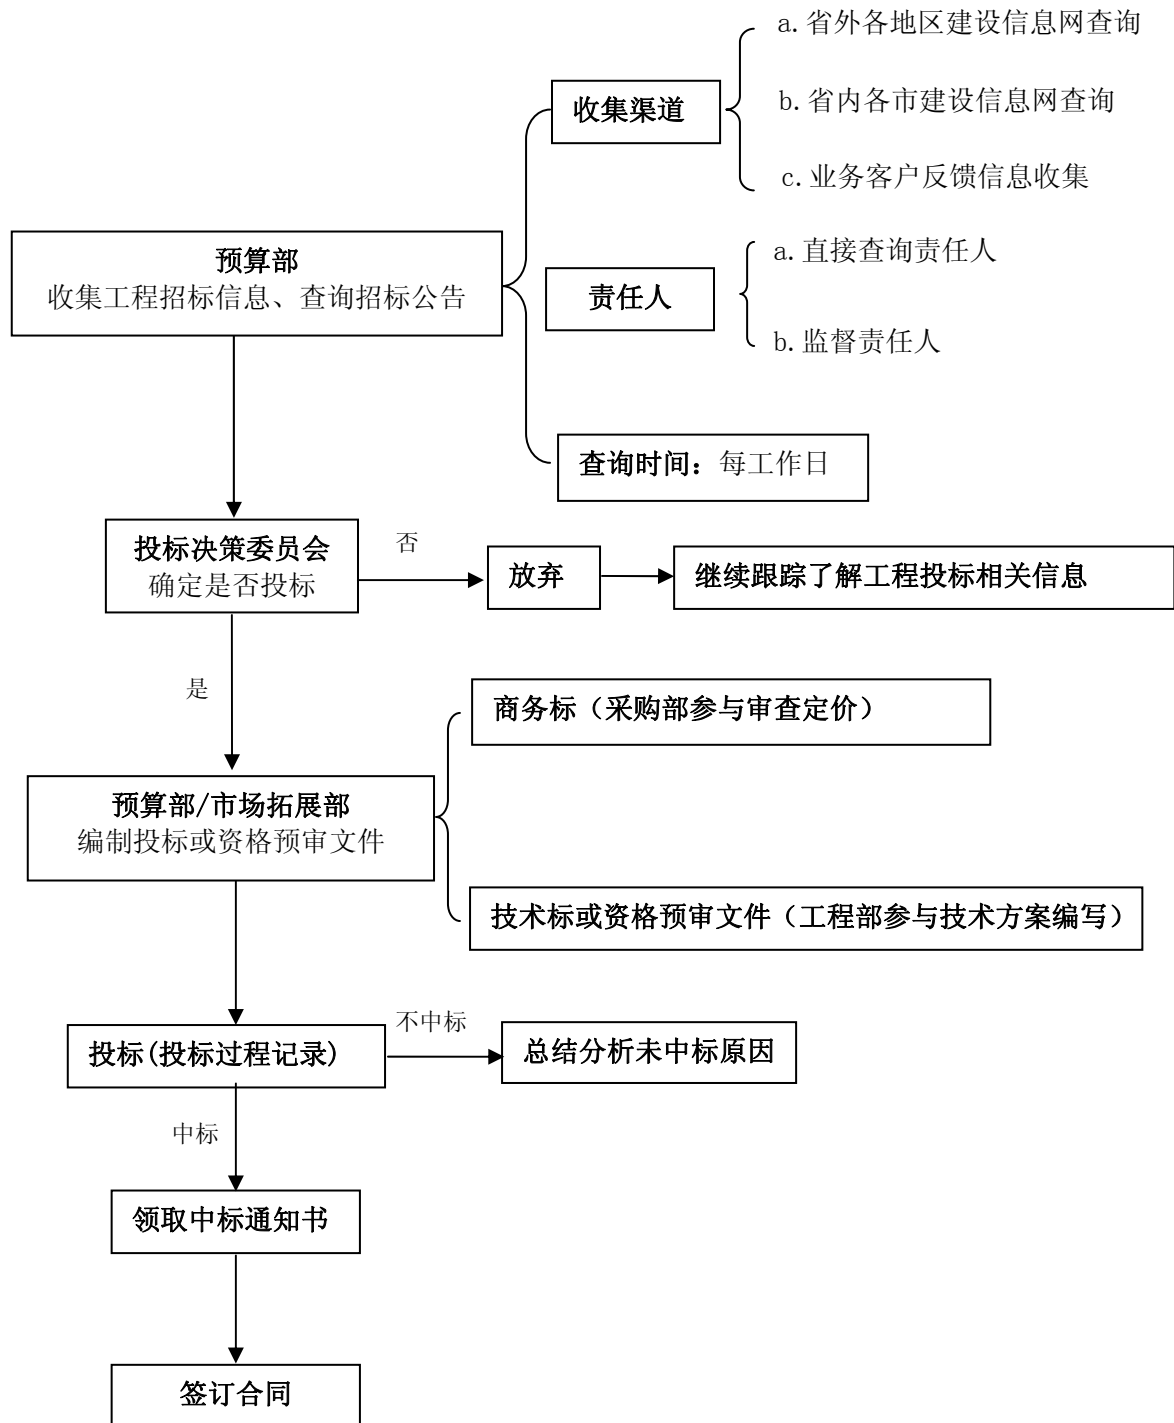 a.省外各地区建设信息网查询
收集渠道
b.省内各市建设信息网查询
c.业务客户反馈信息收集
预算部
收集工程招标信息、查询招标公告
a.直接查询责任人
责任人
b.监督责任人
查询时间：每工作日
投标决策委员会
确定是否投标
否
放弃
继续跟踪了解工程投标相关信息
是
商务标（采购部参与审查定价）
预算部/市场拓展部
编制投标或资格预审文件
技术标或资格预审文件（工程部参与技术方案编写）
投标(投标过程记录)
不中标
总结分析未中标原因
中标
领取中标通知书
签订合同